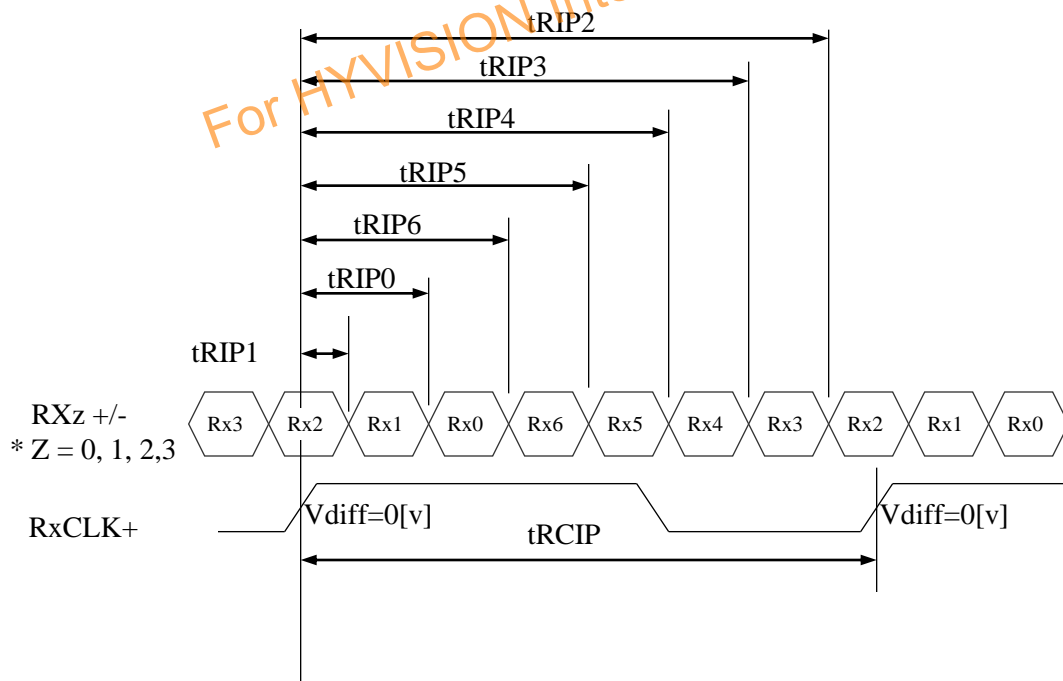 For HYVISION Inte
tRIP2
tRIP3
tRIP4
tRIP5
tRIP6
tRIP0
tRIP1
RXz +/-
* Z = 0, 1, 2,3
Rx3 Rx2 Rx1 Rx0 Rx6 Rx5 Rx4 Rx3 Rx2 Rx1 Rx0
RxCLK+
Vdiff=0[v] Vdiff=0[v]
tRCIP